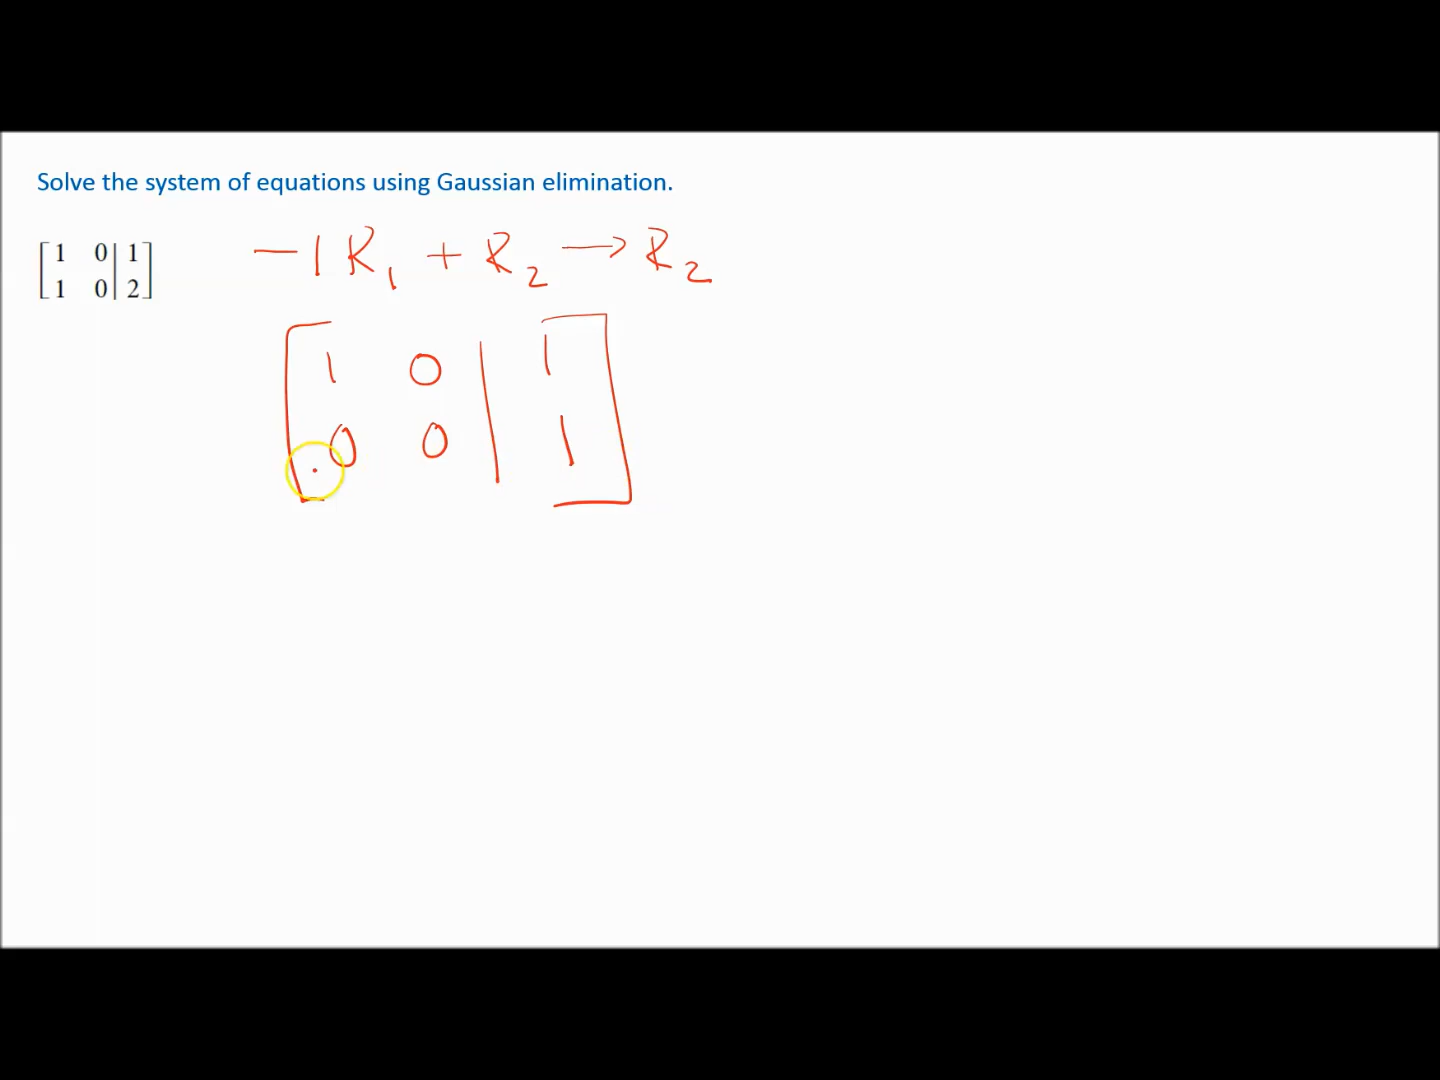 Solve the system of equations using Gaussian elimination.
[1 0 | 1]
[1 0 | 2]
-1R₁ + R₂ → R₂
[1 0 | 1]
[0 0 | 1]